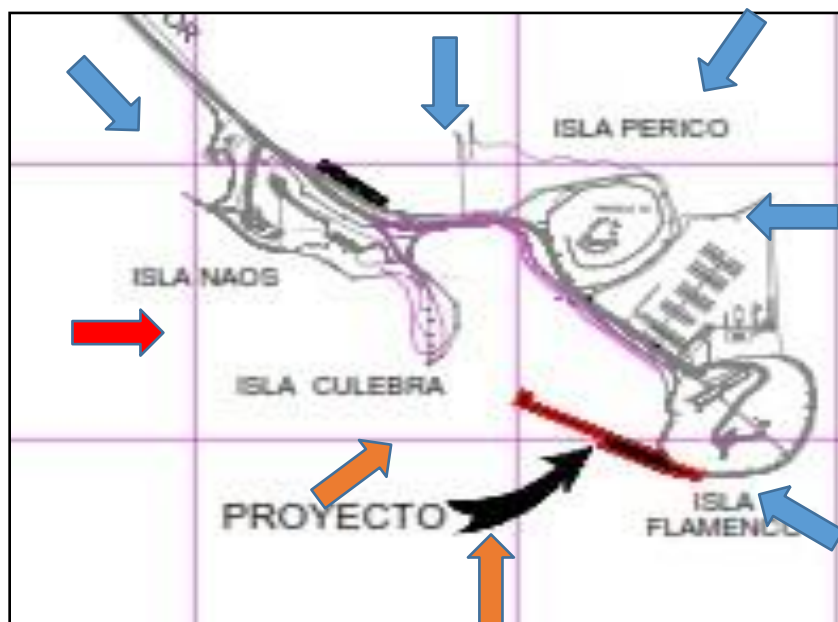 ISLA PERICO
ISLA NAOS
ISLA CULEBRA
PROYECTO
ISLA
FLAMENCO